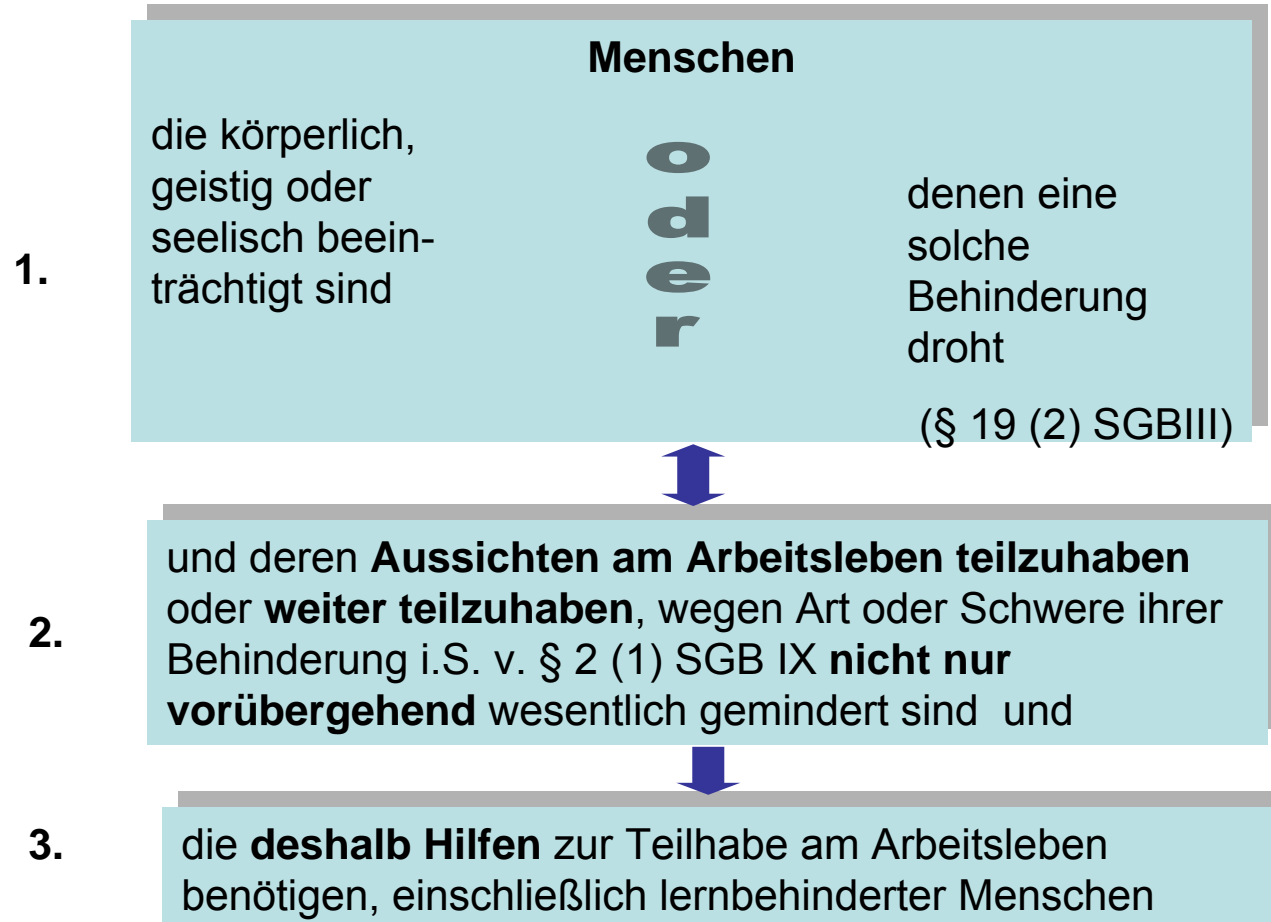 Menschen
die körperlich,
geistig oder
seelisch beein-
trächtigt sind
oder
denen eine
solche
Behinderung
droht
(§ 19 (2) SGBIII)
1.
und deren Aussichten am Arbeitsleben teilzuhaben
oder weiter teilzuhaben, wegen Art oder Schwere ihrer
Behinderung i.S. v. § 2 (1) SGB IX nicht nur
vorübergehend wesentlich gemindert sind und
2.
3.
die deshalb Hilfen zur Teilhabe am Arbeitsleben
benötigen, einschließlich lernbehinderter Menschen